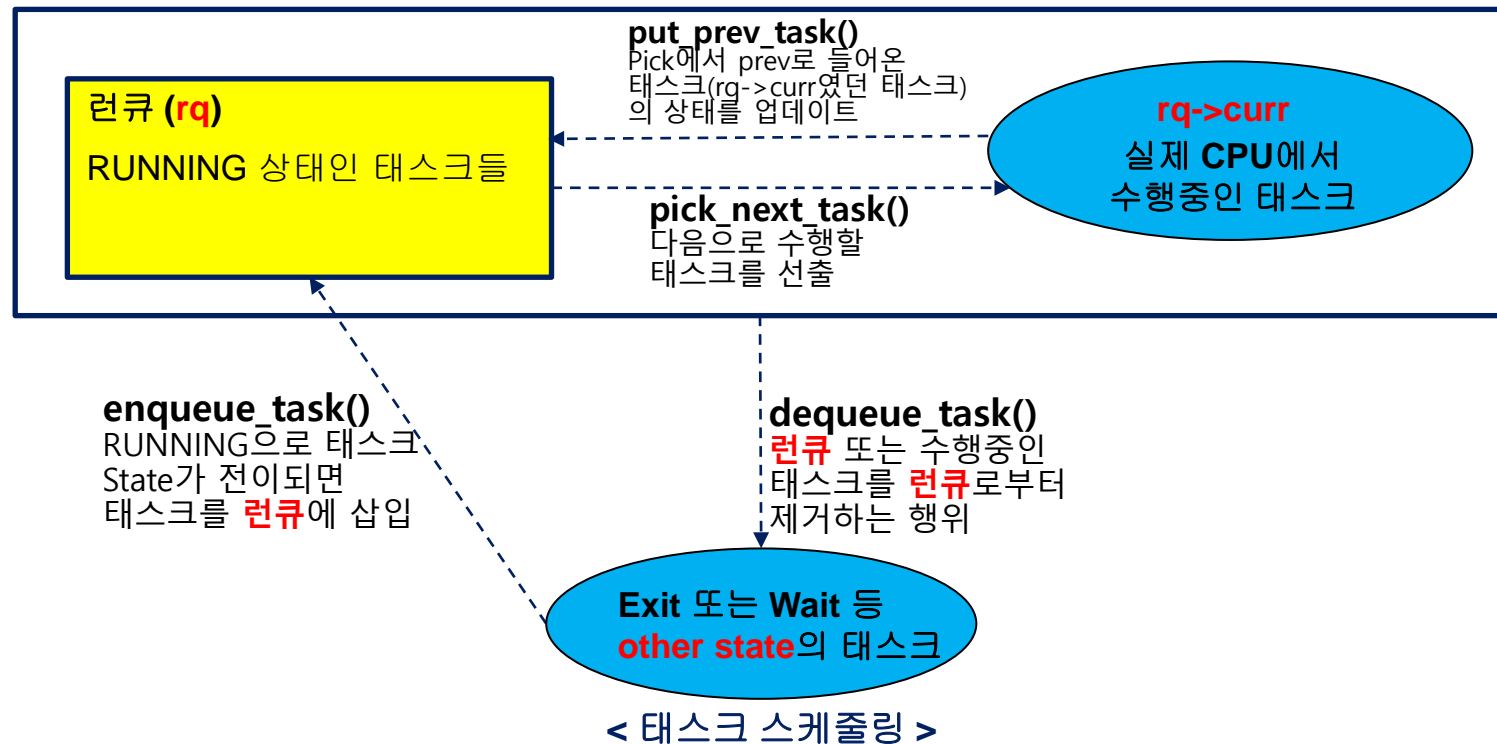 put_prev_task()
Pick에서 prev로 들어온
태스크(rq->curr였던 태스크)
의 상태를 업데이트
런큐 (rq)
RUNNING 상태인 태스크들
rq->curr
실제 CPU에서
수행중인 태스크
pick_next_task()
다음으로 수행할
태스크를 선출
enqueue_task()
RUNNING으로 태스크
State가 전이되면
태스크를 런큐에 삽입
dequeue_task()
런큐 또는 수행중인
태스크를 런큐로부터
제거하는 행위
Exit 또는 Wait 등
other state의 태스크
< 태스크 스케줄링 >